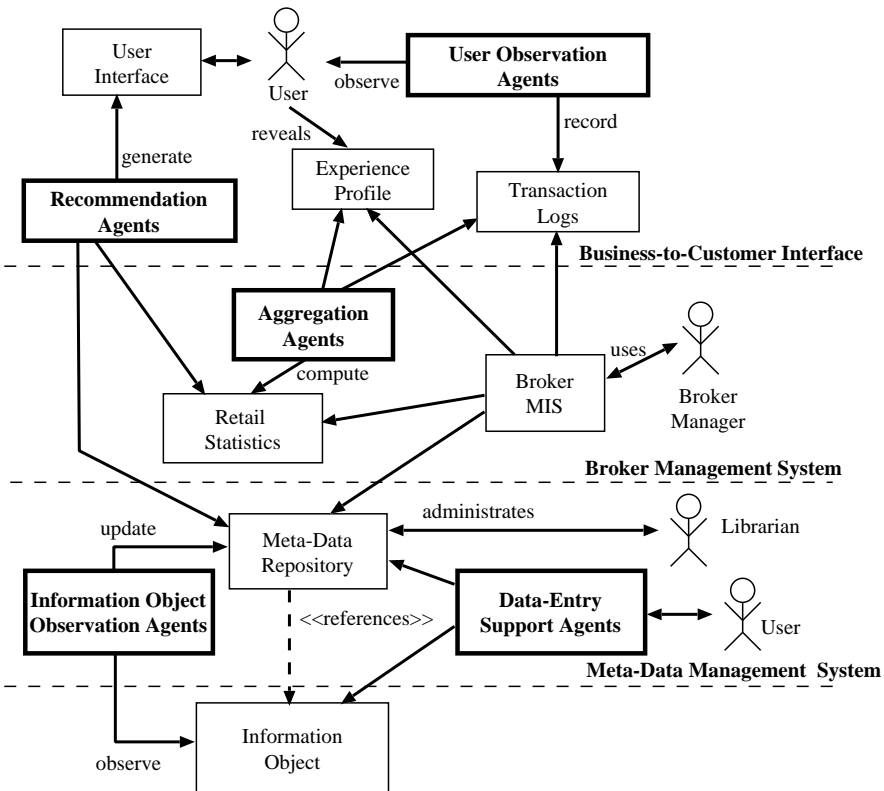 User
Interface
User
User Observation
Agents
observe
reveals
record
generate
Experience
Profile
Transaction
Logs
Recommendation
Agents
Business-to-Customer Interface
Aggregation
Agents
compute
Broker
MIS
uses
Broker
Manager
Retail
Statistics
Broker Management System
administrates
Librarian
update
Meta-Data
Repository
Information Object
Observation Agents
<<references>>
Data-Entry
Support Agents
User
Meta-Data Management System
Information
Object
observe